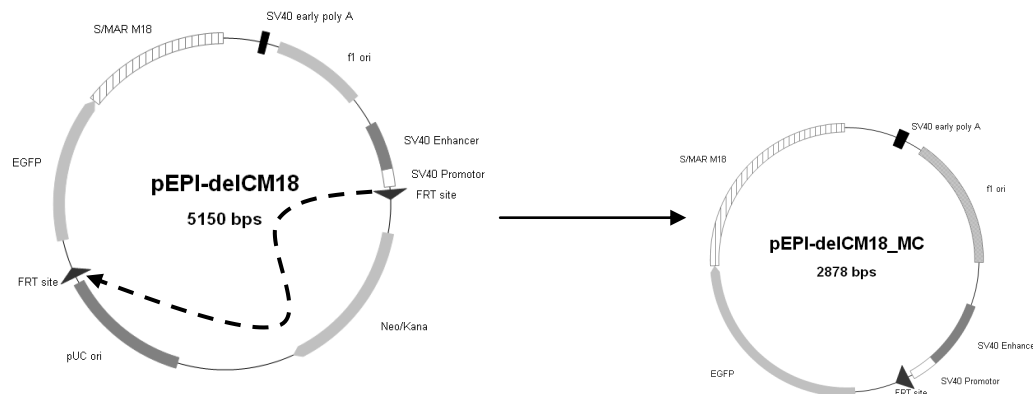 SV40 early poly A
S/MAR M18
f1 ori
SV40 Enhancer
SV40 Promotor
FRT site
EGFP
pEPI-delCM18
5150 bps
FRT site
Neo/Kana
pUC ori
SV40 early poly A
S/MAR M18
f1 ori
pEPI-delCM18_MC
2878 bps
SV40 Enhance
SV40 Promotor
FRT site
EGFP